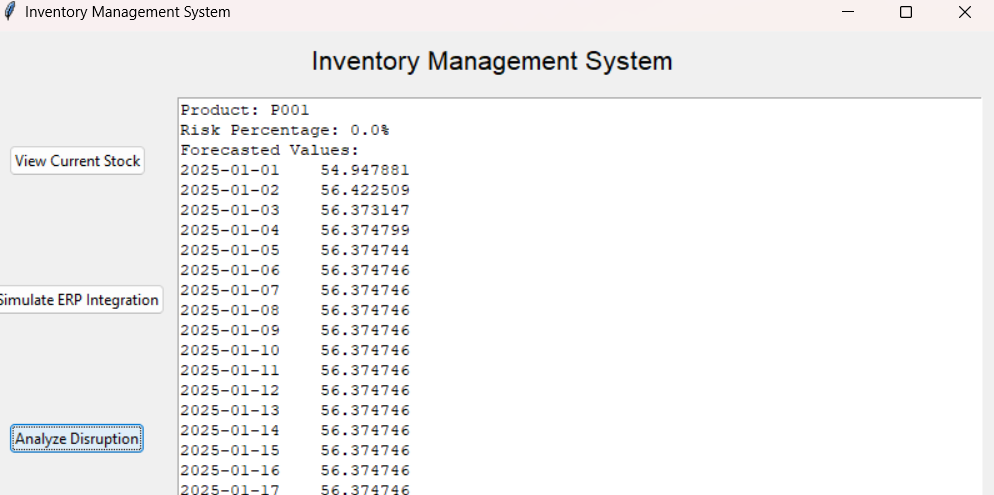 Inventory Management System
Inventory Management System
View Current Stock
Simulate ERP Integration
Analyze Disruption
Product: P001
Risk Percentage: 0.0%
Forecasted Values:
2025-01-01    54.947881
2025-01-02    56.422509
2025-01-03    56.373147
2025-01-04    56.374799
2025-01-05    56.374744
2025-01-06    56.374746
2025-01-07    56.374746
2025-01-08    56.374746
2025-01-09    56.374746
2025-01-10    56.374746
2025-01-11    56.374746
2025-01-12    56.374746
2025-01-13    56.374746
2025-01-14    56.374746
2025-01-15    56.374746
2025-01-16    56.374746
2025-01-17    56.374746